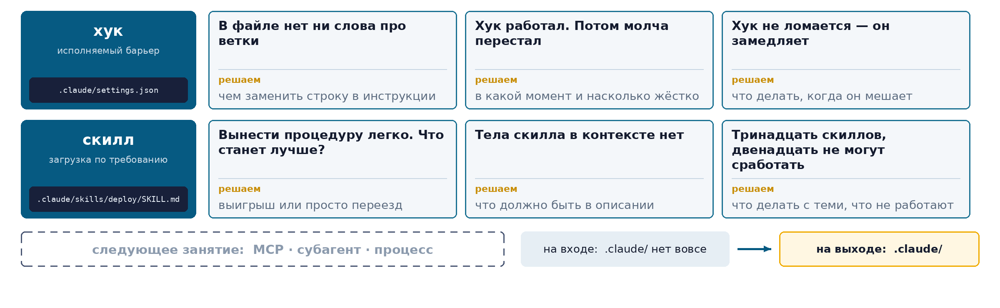 хук
исполняемый барьер
.claude/settings.json
В файле нет ни слова про
ветки
решаем
чем заменить строку в инструкции
Хук работал. Потом молча
перестал
решаем
в какой момент и насколько жёстко
Хук не ломается — он
замедляет
решаем
что делать, когда он мешает
скилл
загрузка по требованию
.claude/skills/deploy/SKILL.md
Вынести процедуру легко. Что
станет лучше?
решаем
выигрыш или просто переезд
Тела скилла в контексте нет
решаем
что должно быть в описании
Тринадцать скиллов,
двенадцать не могут
сработать
решаем
что делать с теми, что не работают
следующее занятие: MCP · субагент · процесс
на входе: .claude/ нет вовсе
на выходе: .claude/